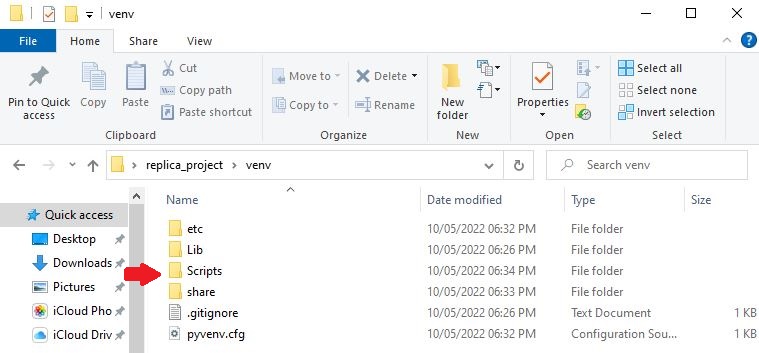 venv
File Home Share View
Pin to Quick access
Copy
Paste
Cut
Copy path
Paste shortcut
Clipboard
Move to
Copy to
Delete
Rename
Organize
New folder
New
Properties
Open
Select all
Select none
Invert selection
Select
replica_project venv
Search venv
Name Date modified Type Size
Quick access
Desktop
Downloads
Pictures
iCloud Pho
iCloud Driv
etc 10/05/2022 06:32 PM File folder
Lib 10/05/2022 06:26 PM File folder
Scripts 10/05/2022 06:34 PM File folder
share 10/05/2022 06:33 PM File folder
.gitignore 10/05/2022 06:26 PM Text Document 1 KB
pyvenv.cfg 10/05/2022 06:32 PM Configuration Sou... 1 KB